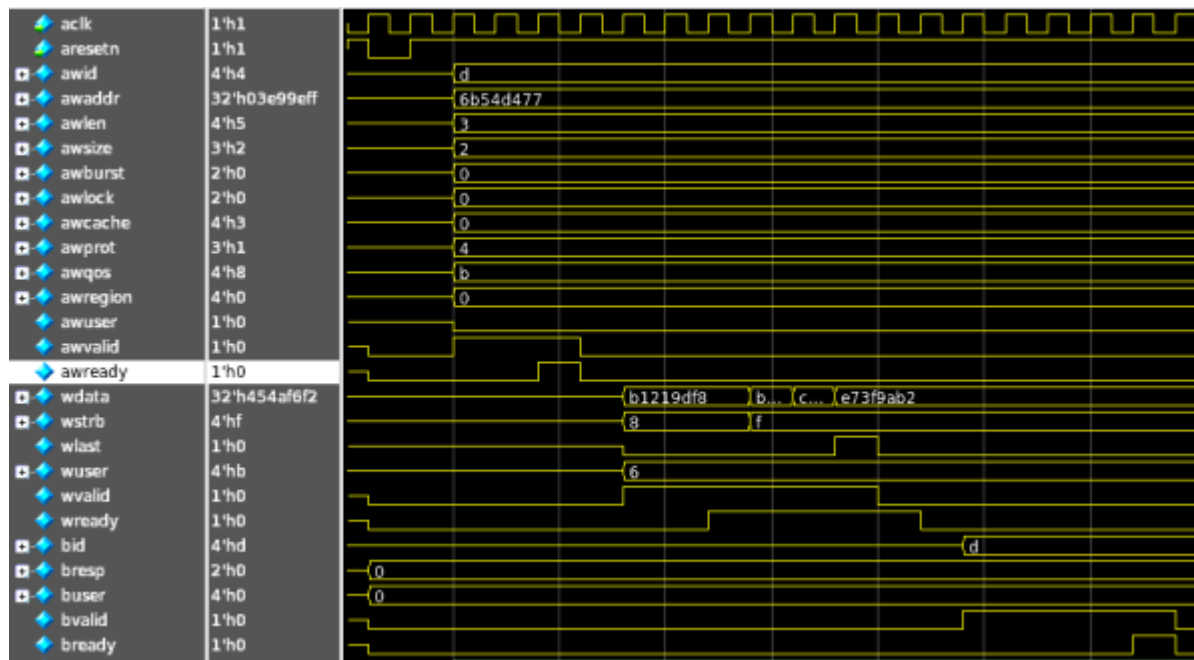 aclk 1'h1
aresetn 1'h1
awid 4'h4 d
awaddr 32'h03e99eff 6b54d477
awlen 4'h5 3
awsize 3'h2 2
awburst 2'h0 0
awlock 2'h0 0
awcache 4'h3 0
awprot 3'h1 4
awqos 4'h8 b
awregion 4'h0 0
awuser 1'h0
awvalid 1'h0
awready 1'h0
wdata 32'h454af6f2 b1219df8 b... c... e73f9ab2
wstrb 4'hf 8 f
wlast 1'h0
wuser 4'hb 6
wvalid 1'h0
wready 1'h0
bid 4'hd d
bresp 2'h0 0
buser 4'h0 0
bvalid 1'h0
bready 1'h0